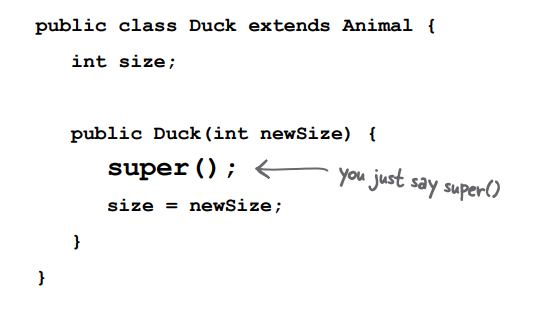 public class Duck extends Animal {
int size;
public Duck(int newSize) {
super(); you just say super()
size = newSize;
}
}